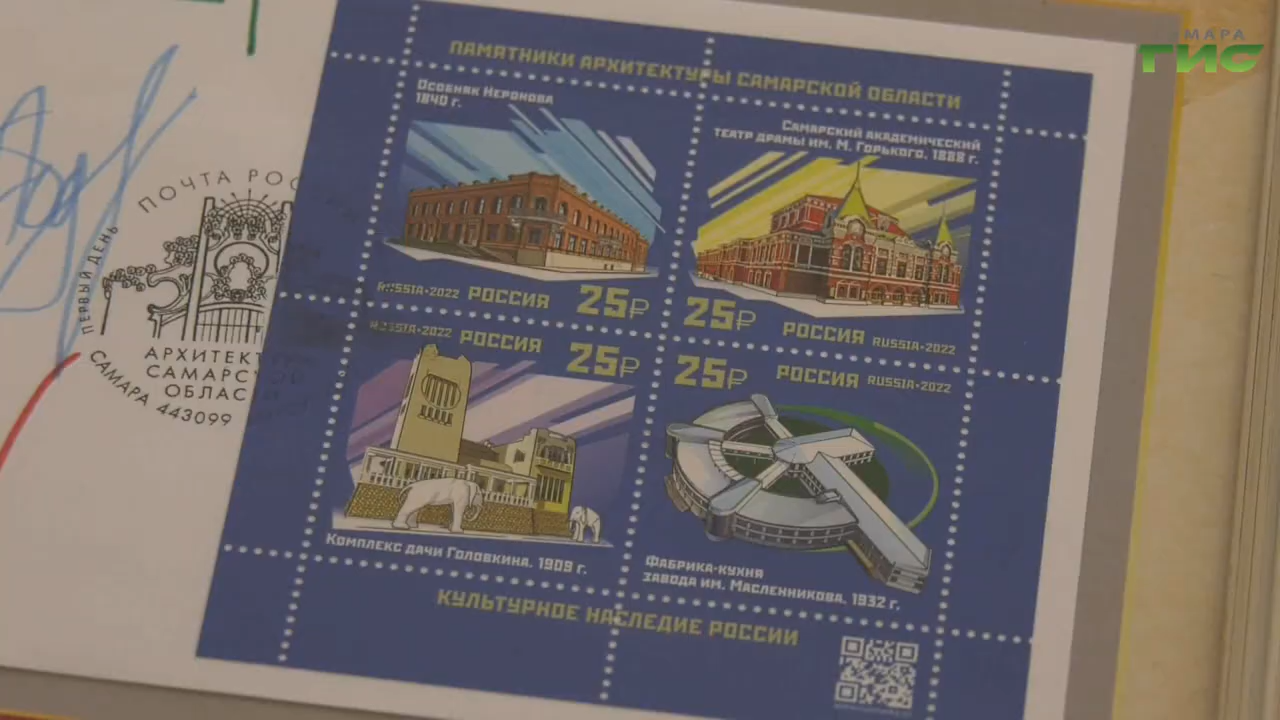 САМАРА
ГИС
ПАМЯТНИКИ АРХИТЕКТУРЫ САМАРСКОЙ ОБЛАСТИ
Особняк Неронова
1840 г.
Самарский академический
театр драмы им. М. Горького. 1888 г.
RUSSIA•2022 РОССИЯ 25₽
25₽ РОССИЯ RUSSIA•2022
RUSSIA•2022 РОССИЯ 25₽
25₽ РОССИЯ RUSSIA•2022
Комплекс дачи Головкина. 1909 г.
Фабрика-кухня
завода им. Масленникова. 1932 г.
КУЛЬТУРНОЕ НАСЛЕДИЕ РОССИИ
ПОЧТА
ПЕРВЫЙ ДЕНЬ
САМАРА 443099